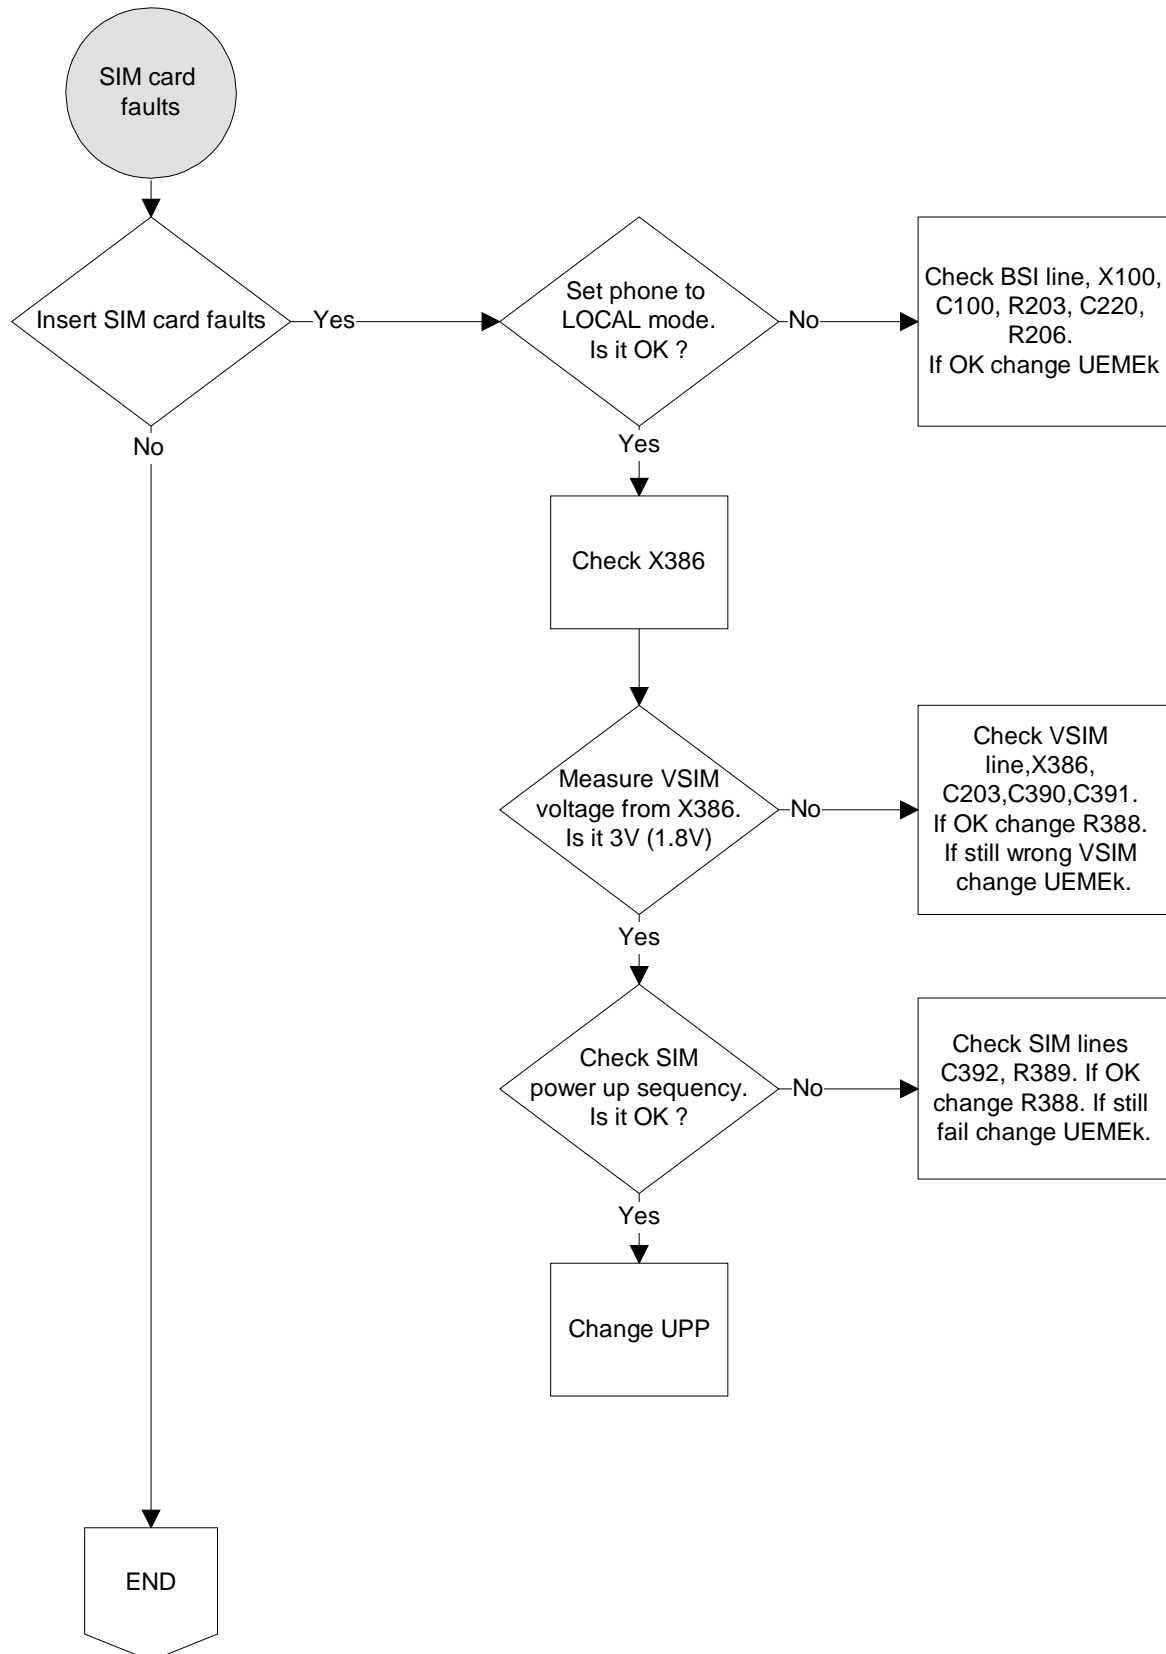 SIM card
faults
Insert SIM card faults
Yes
Set phone to
LOCAL mode.
Is it OK ?
No
Check BSI line, X100,
C100, R203, C220,
R206.
If OK change UEMEk
No
Yes
Check X386
Measure VSIM
voltage from X386.
Is it 3V (1.8V)
No
Check VSIM
line,X386,
C203,C390,C391.
If OK change R388.
If still wrong VSIM
change UEMEk.
Yes
Check SIM
power up sequency.
Is it OK ?
No
Check SIM lines
C392, R389. If OK
change R388. If still
fail change UEMEk.
Yes
Change UPP
END